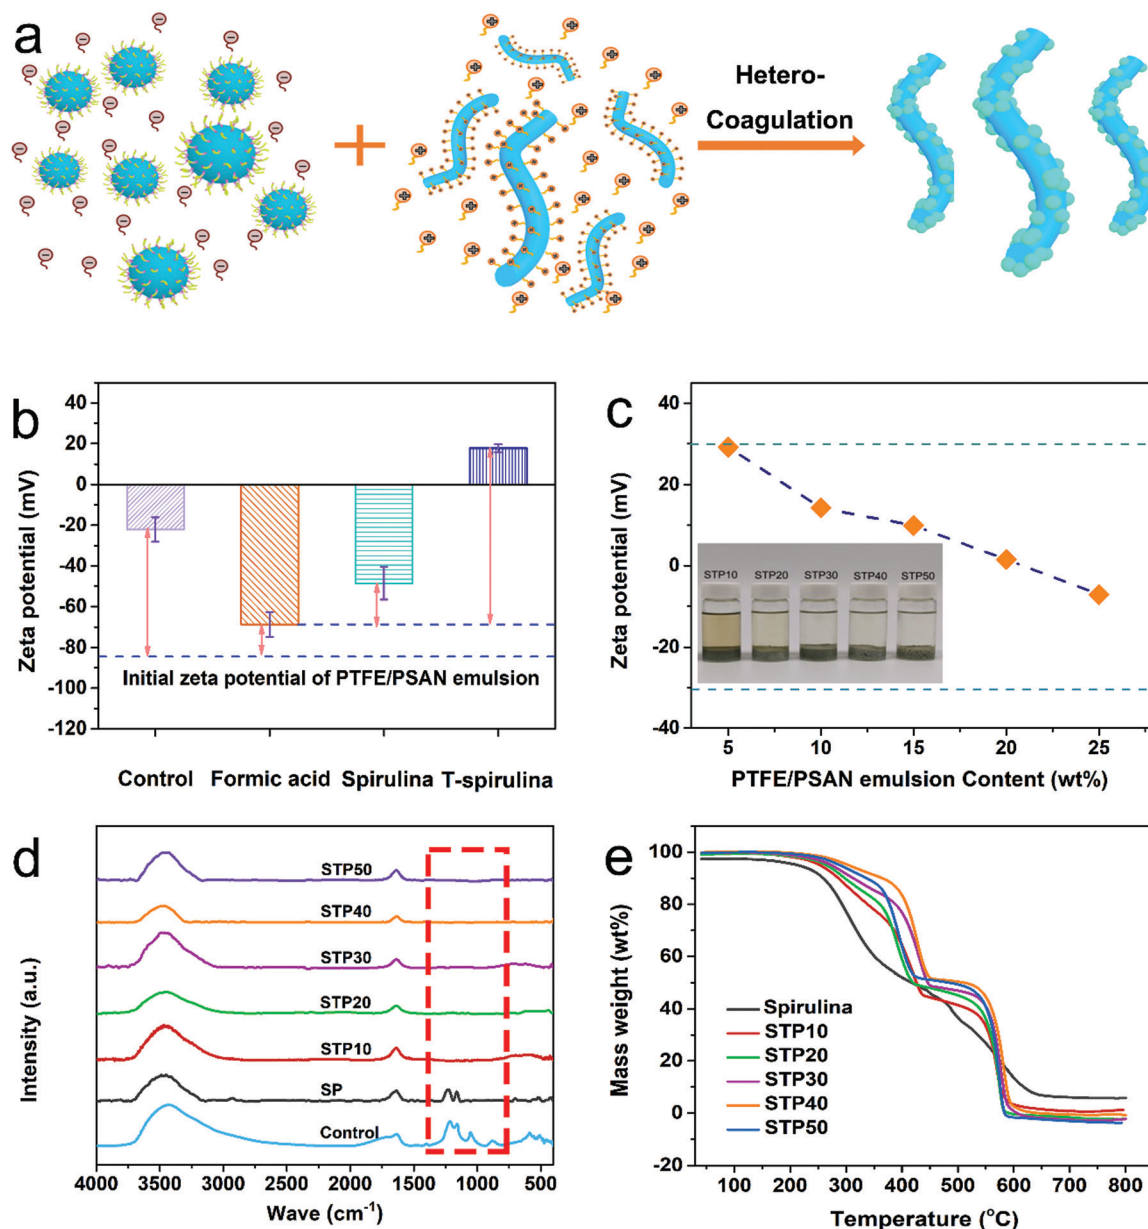 a
Hetero-
Coagulation
b
Zeta potential (mV)
40
20
0
-20
-40
-60
-80
-100
-120
Initial zeta potential of PTFE/PSAN emulsion
Control Formic acid Spirulina T-spirulina
c
Zeta potential (mV)
40
20
0
-20
-40
STP10 STP20 STP30 STP40 STP50
5 10 15 20 25
PTFE/PSAN emulsion Content (wt%)
d
Intensity (a.u.)
STP50
STP40
STP30
STP20
STP10
SP
Control
4000 3500 3000 2500 2000 1500 1000 500
Wave (cm-1)
e
Mass weight (wt%)
100
80
60
40
20
0
-20
Spirulina
STP10
STP20
STP30
STP40
STP50
100 200 300 400 500 600 700 800
Temperature (oC)